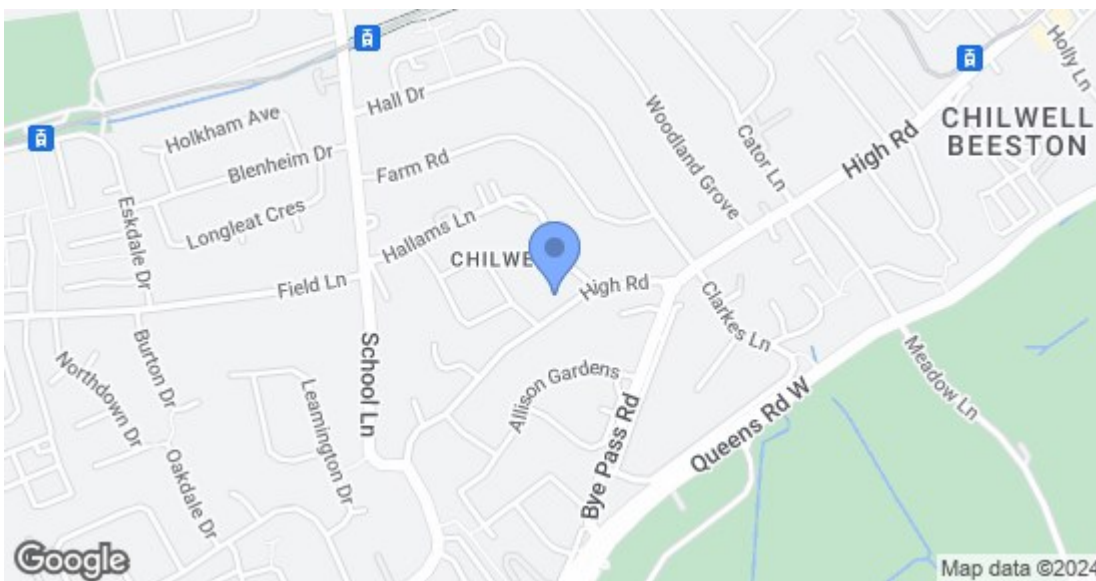 Holly Ln
Hall Dr
Holkham Ave
Woodland Grove
CHILWELL
BEESTON
Cator Ln
High Rd
Blenheim Dr
Farm Rd
Eskdale Dr
Longleat Cres
Hallams Ln
CHILWE
Field Ln
High Rd
Clarkes Ln
Burton Dr
School Ln
Meadow Ln
Northdown Dr
Leamington Dr
Allison Gardens
Bye Pass Rd
Queens Rd W
Oakdale Dr
Google
Map data ©2024